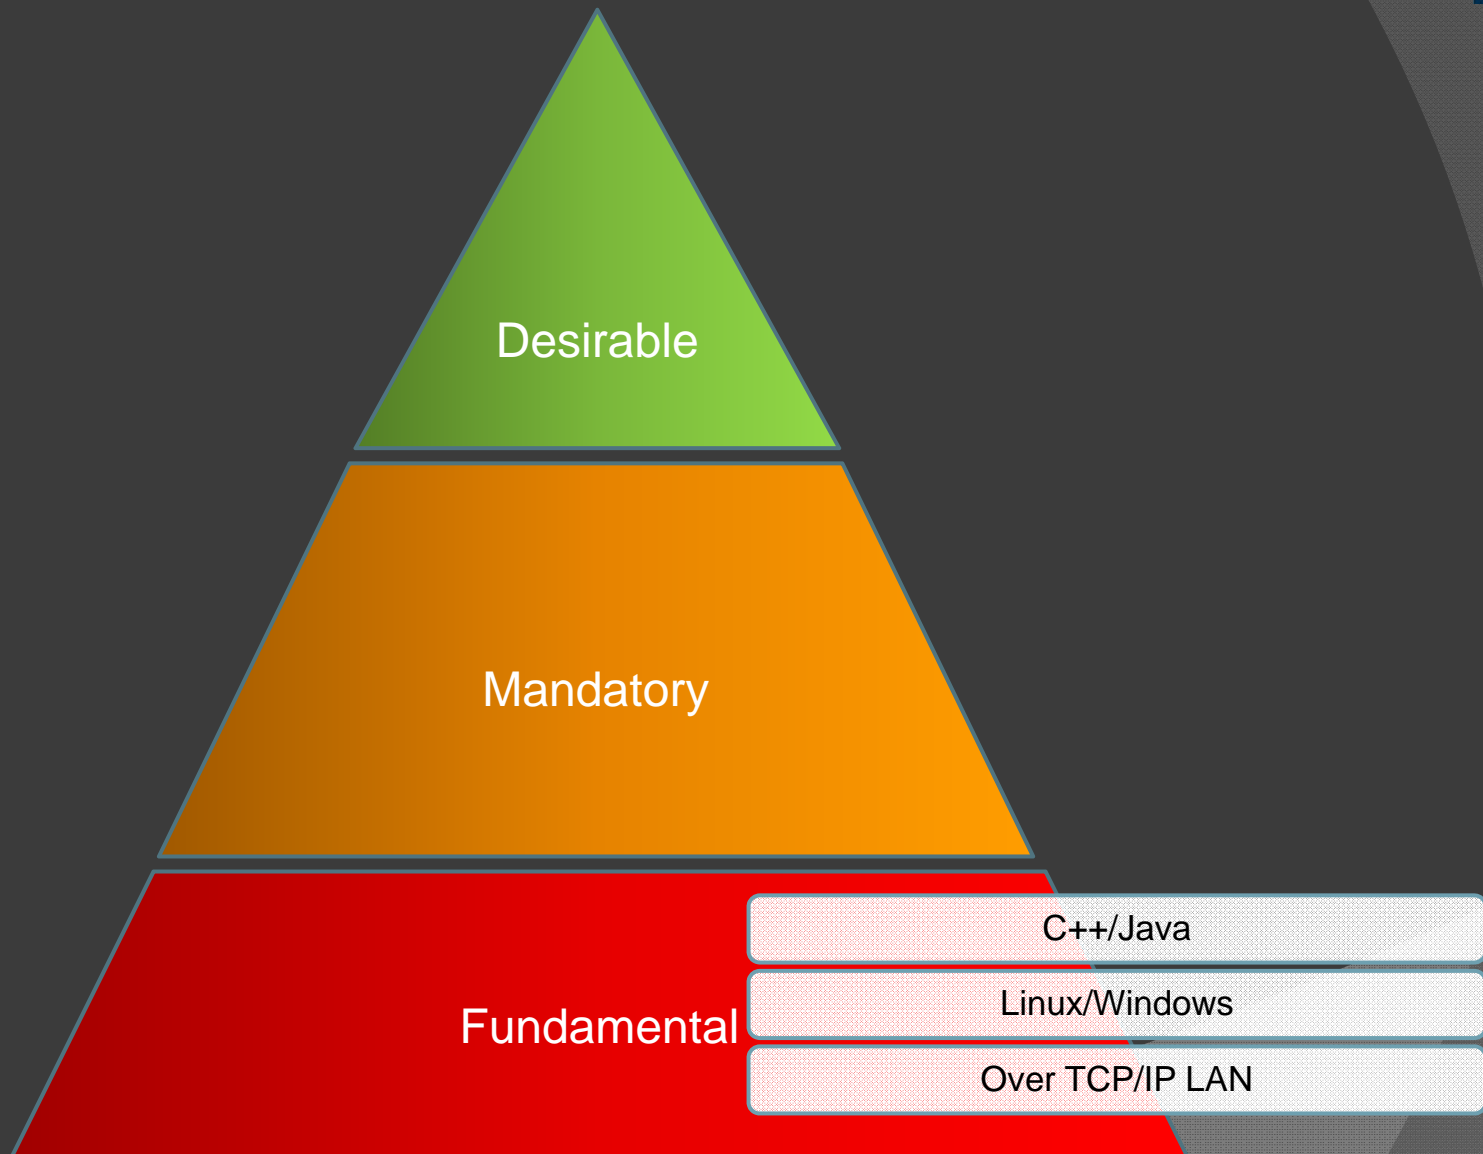 Desirable
Mandatory
Fundamental
C++/Java
Linux/Windows
Over TCP/IP LAN